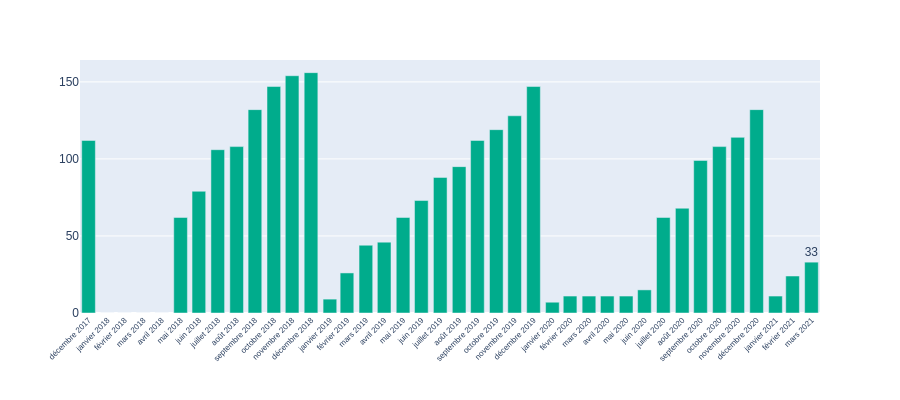 150
100
50
0
33
décembre 2017
janvier 2018
février 2018
mars 2018
avril 2018
mai 2018
juin 2018
juillet 2018
août 2018
septembre 2018
octobre 2018
novembre 2018
décembre 2018
janvier 2019
février 2019
mars 2019
avril 2019
mai 2019
juin 2019
juillet 2019
août 2019
septembre 2019
octobre 2019
novembre 2019
décembre 2019
janvier 2020
février 2020
mars 2020
avril 2020
mai 2020
juin 2020
juillet 2020
août 2020
septembre 2020
octobre 2020
novembre 2020
décembre 2020
janvier 2021
février 2021
mars 2021